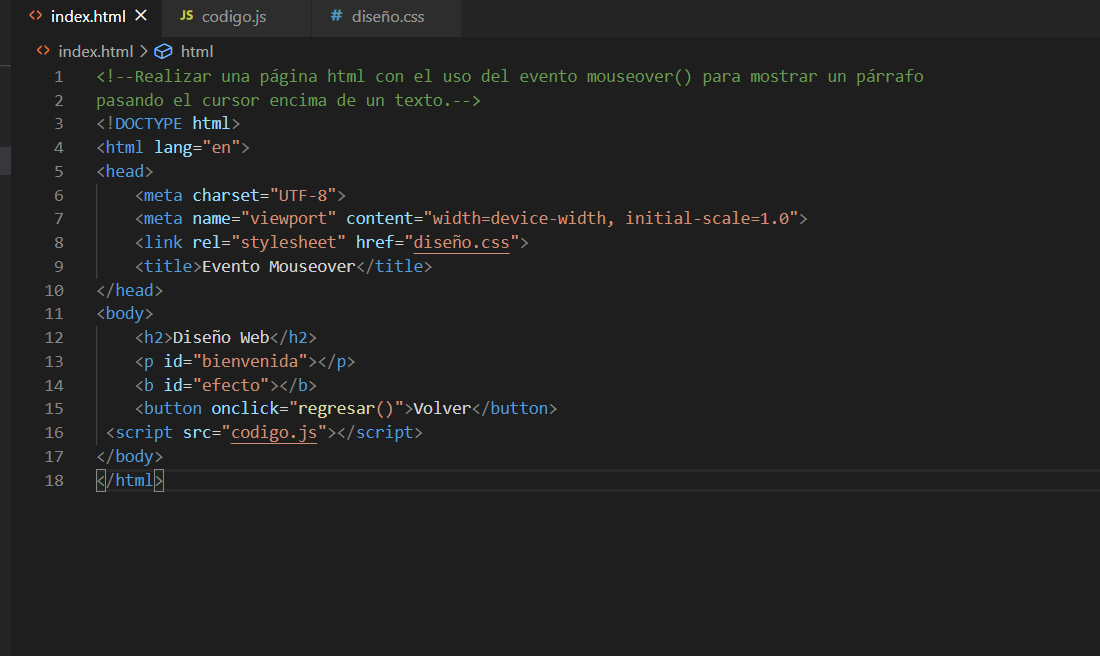 index.html
JS codigo.js
# diseño.css
index.html > html
1 <!--Realizar una página html con el uso del evento mouseover() para mostrar un párrafo
2 pasando el cursor encima de un texto.-->
3 <!DOCTYPE html>
4 <html lang="en">
5 <head>
6     <meta charset="UTF-8">
7     <meta name="viewport" content="width=device-width, initial-scale=1.0">
8     <link rel="stylesheet" href="diseño.css">
9     <title>Evento Mouseover</title>
10 </head>
11 <body>
12     <h2>Diseño Web</h2>
13     <p id="bienvenida"></p>
14     <b id="efecto"></b>
15     <button onclick="regresar()">Volver</button>
16  <script src="codigo.js"></script>
17 </body>
18 </html>